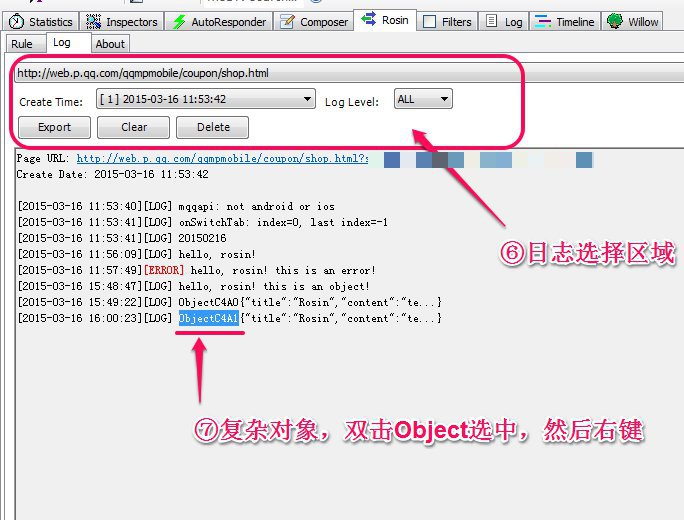 Statistics Inspectors AutoResponder Composer Rosin Filters Log Timeline Willow
Rule Log About
http://web.p.qq.com/qqmpmobile/coupon/shop.html
Create Time: [ 1] 2015-03-16 11:53:42 Log Level: ALL
Export Clear Delete
Page URL: http://web.p.qq.com/qqmpmobile/coupon/shop.html?s
Create Date: 2015-03-16 11:53:42
[2015-03-16 11:53:40][LOG] mqqapi: not android or ios
[2015-03-16 11:53:41][LOG] onSwitchTab: index=0, last index=-1
[2015-03-16 11:53:41][LOG] 20150216
[2015-03-16 11:56:09][LOG] hello, rosin!
[2015-03-16 11:57:49][ERROR] hello, rosin! this is an error!
[2015-03-16 15:48:47][LOG] hello, rosin! this is an object!
[2015-03-16 15:49:22][LOG] ObjectC4A0{"title":"Rosin","content":"te...}
[2015-03-16 16:00:23][LOG] ObjectC4A1{"title":"Rosin","content":"te...}
⑥日志选择区域
⑦复杂对象，双击Object选中，然后右键